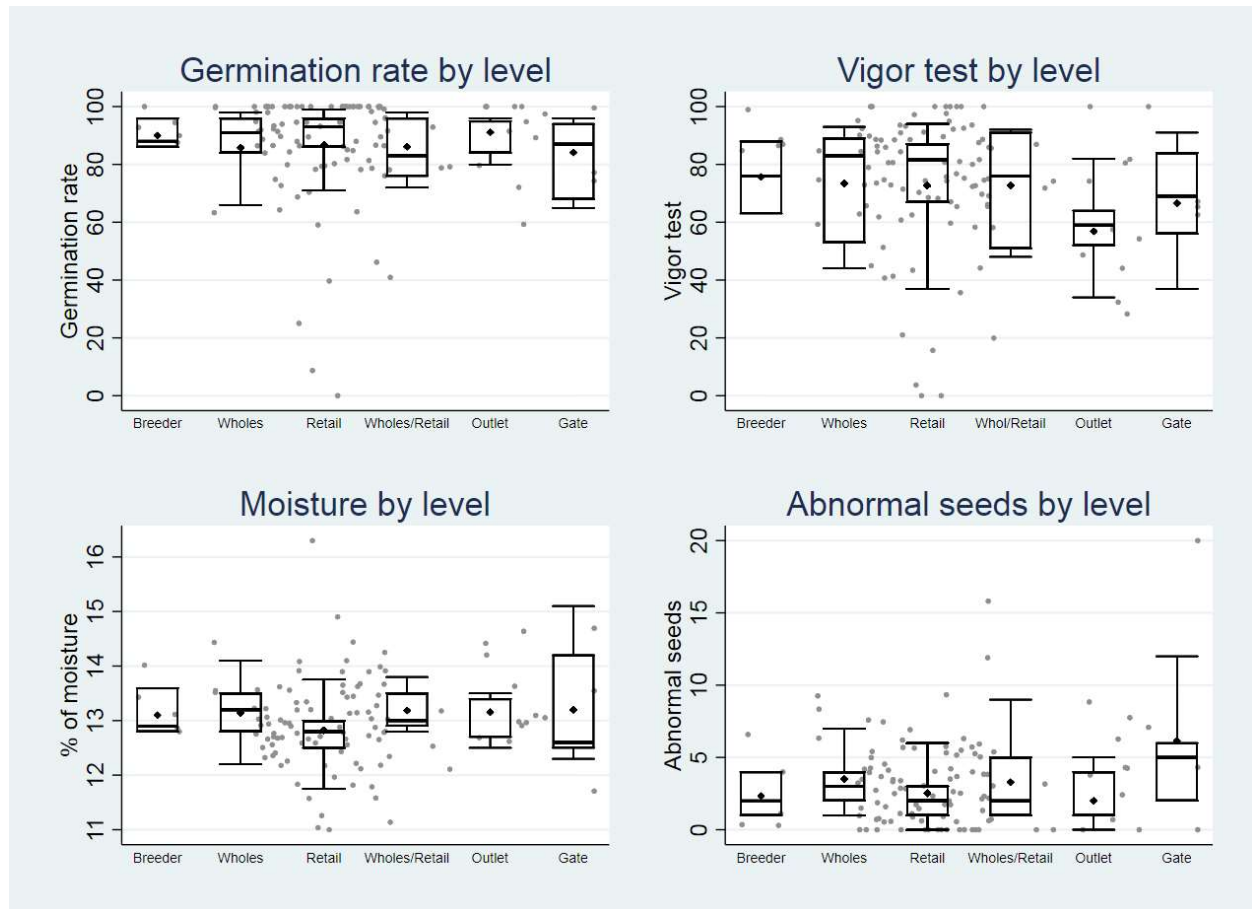 Germination rate by level
Germination rate
100
80
60
40
20
0
Breeder Wholes Retail Wholes/Retail Outlet Gate
Vigor test by level
Vigor test
100
80
60
40
20
0
Breeder Wholes Retail Whol/Retail Outlet Gate
Moisture by level
% of moisture
16
15
14
13
12
11
Breeder Wholes Retail Wholes/Retail Outlet Gate
Abnormal seeds by level
Abnormal seeds
20
15
10
5
0
Breeder Wholes Retail Wholes/Retail Outlet Gate